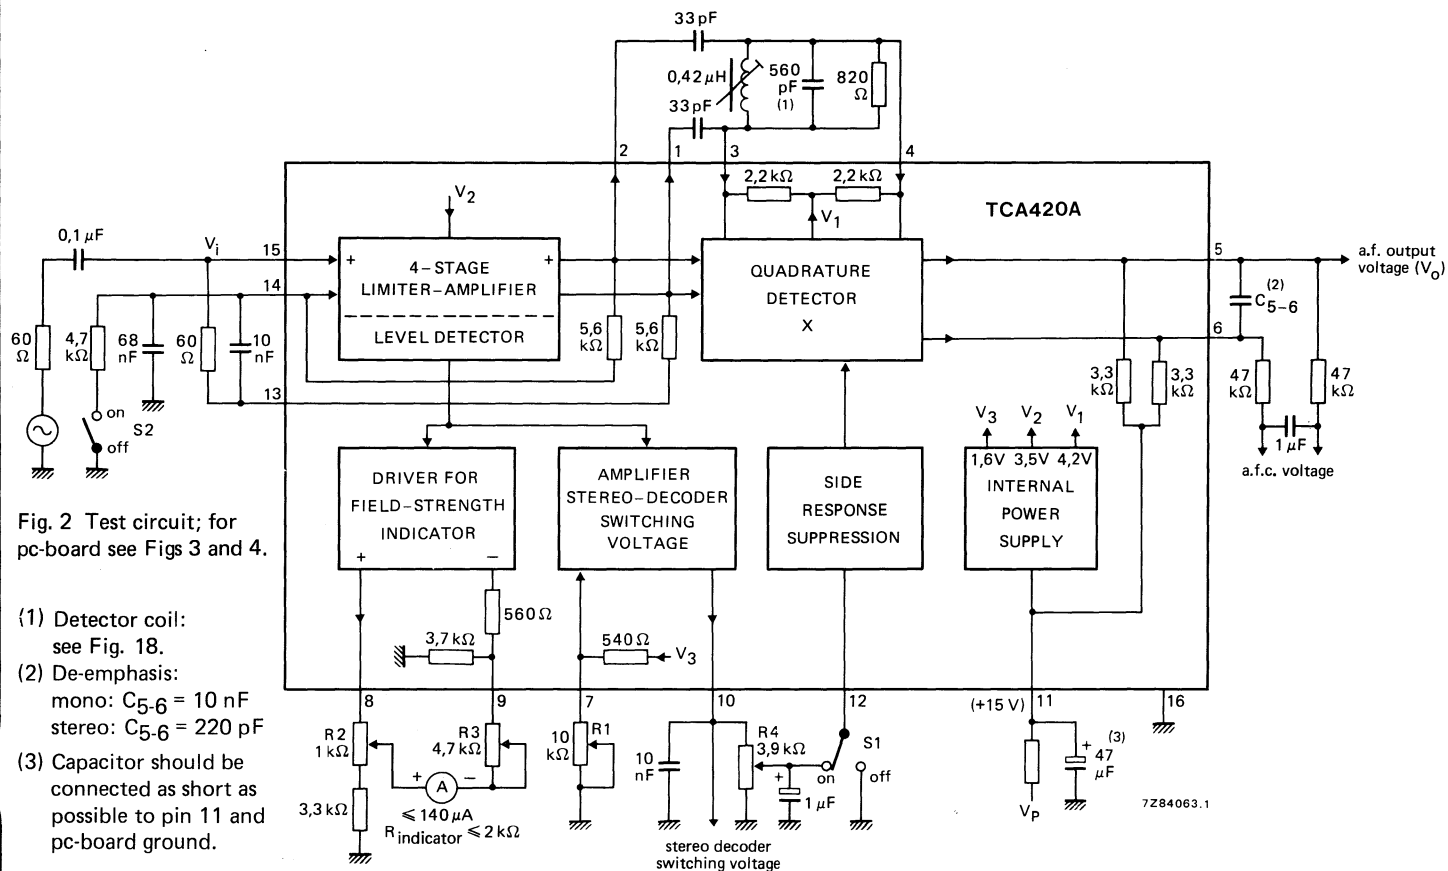 33 pF
0,42 μH
560 pF (1)
820 Ω
33 pF
2
1
3
4
2,2 kΩ
2,2 kΩ
V2
V1
TCA420A
0,1 μF
Vi
15
+
+
4-STAGE
LIMITER-AMPLIFIER
LEVEL DETECTOR
QUADRATURE
DETECTOR
X
5
a.f. output
voltage (Vo)
14
(2)
C5-6
6
60 Ω
4,7 kΩ
68 nF
60 Ω
10 nF
5,6 kΩ
5,6 kΩ
3,3 kΩ
3,3 kΩ
47 kΩ
47 kΩ
13
on
S2
off
V3
V2
V1
1 μF
a.f.c. voltage
1,6V 3,5V 4,2V
INTERNAL
POWER
SUPPLY
DRIVER FOR
FIELD-STRENGTH
INDICATOR
+
−
AMPLIFIER
STEREO-DECODER
SWITCHING
VOLTAGE
SIDE
RESPONSE
SUPPRESSION
Fig. 2 Test circuit; for
pc-board see Figs 3 and 4.
560 Ω
3,7 kΩ
540 Ω
V3
(1) Detector coil:
see Fig. 18.
(2) De-emphasis:
mono: C5-6 = 10 nF
stereo: C5-6 = 220 pF
(3) Capacitor should be
connected as short as
possible to pin 11 and
pc-board ground.
8
9
7
10
12
(+15 V)
11
16
R2
1 kΩ
R3
4,7 kΩ
R1
10 kΩ
10 nF
R4
3,9 kΩ
S1
on
off
+
1 μF
+
(3)
47 μF
+
A
−
3,3 kΩ
⩽ 140 μA
Rindicator ⩽ 2 kΩ
VP
7Z84063.1
stereo decoder
switching voltage